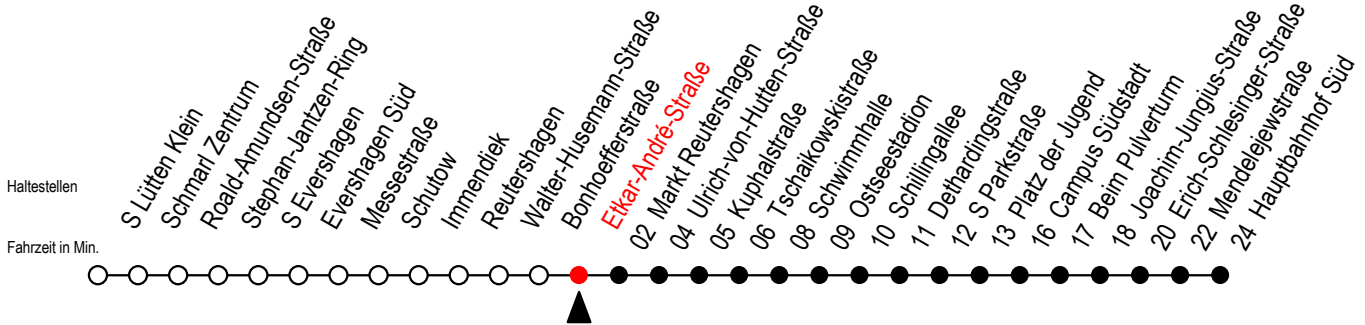 Haltestellen
Fahrzeit in Min.
S Lütten Klein
Schmarl Zentrum
Roald-Amundsen-Straße
Stephan-Jantzen-Ring
S Evershagen
Evershagen Süd
Messestraße
Schutow
Immendiek
Reutershagen
Walter-Husemann-Straße
Bonhoefferstraße
Etkar-André-Straße
02 Markt Reutershagen
04 Ulrich-von-Hutten-Straße
05 Kuphalstraße
06 Tschaikowskistraße
08 Schwimmhalle
09 Ostseestadion
10 Schillingallee
11 Dethardingstraße
12 S Parkstraße
13 Platz der Jugend
16 Campus Südstadt
17 Beim Pulverturm
18 Joachim-Jungius-Straße
20 Erich-Schlesinger-Straße
22 Mendelejewstraße
24 Hauptbahnhof Süd